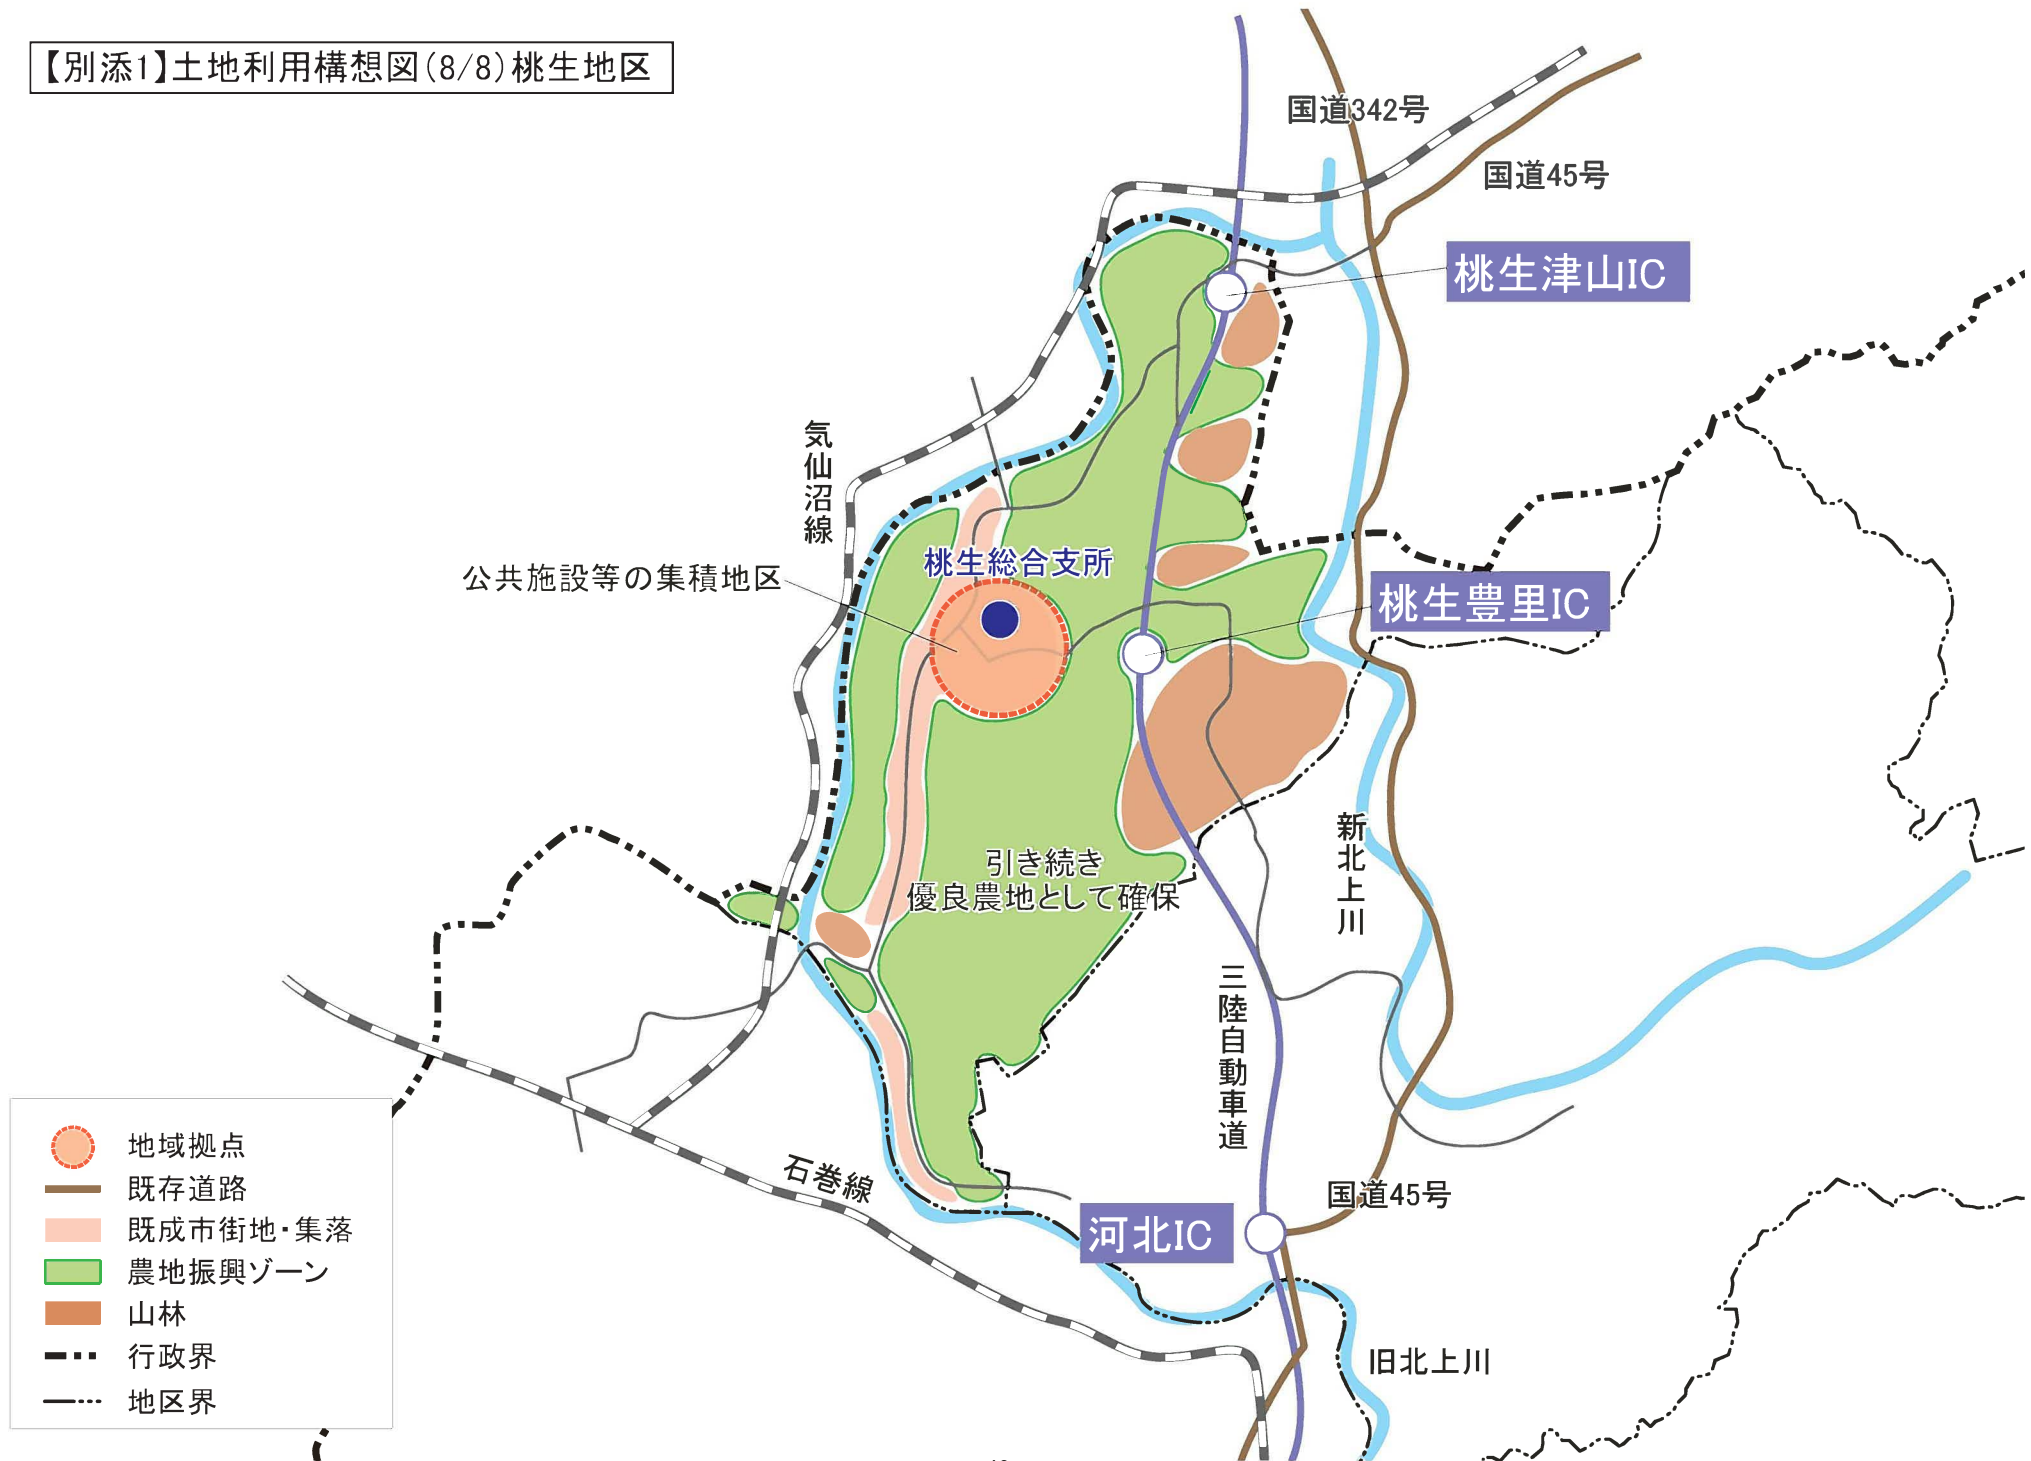 【別添1】土地利用構想図(8/8)桃生地区
国道342号
国道45号
桃生津山IC
気仙沼線
桃生総合支所
公共施設等の集積地区
桃生豊里IC
新北上川
引き続き
優良農地として確保
三陸自動車道
石巻線
国道45号
河北IC
旧北上川
地域拠点
既存道路
既成市街地・集落
農地振興ゾーン
山林
行政界
地区界